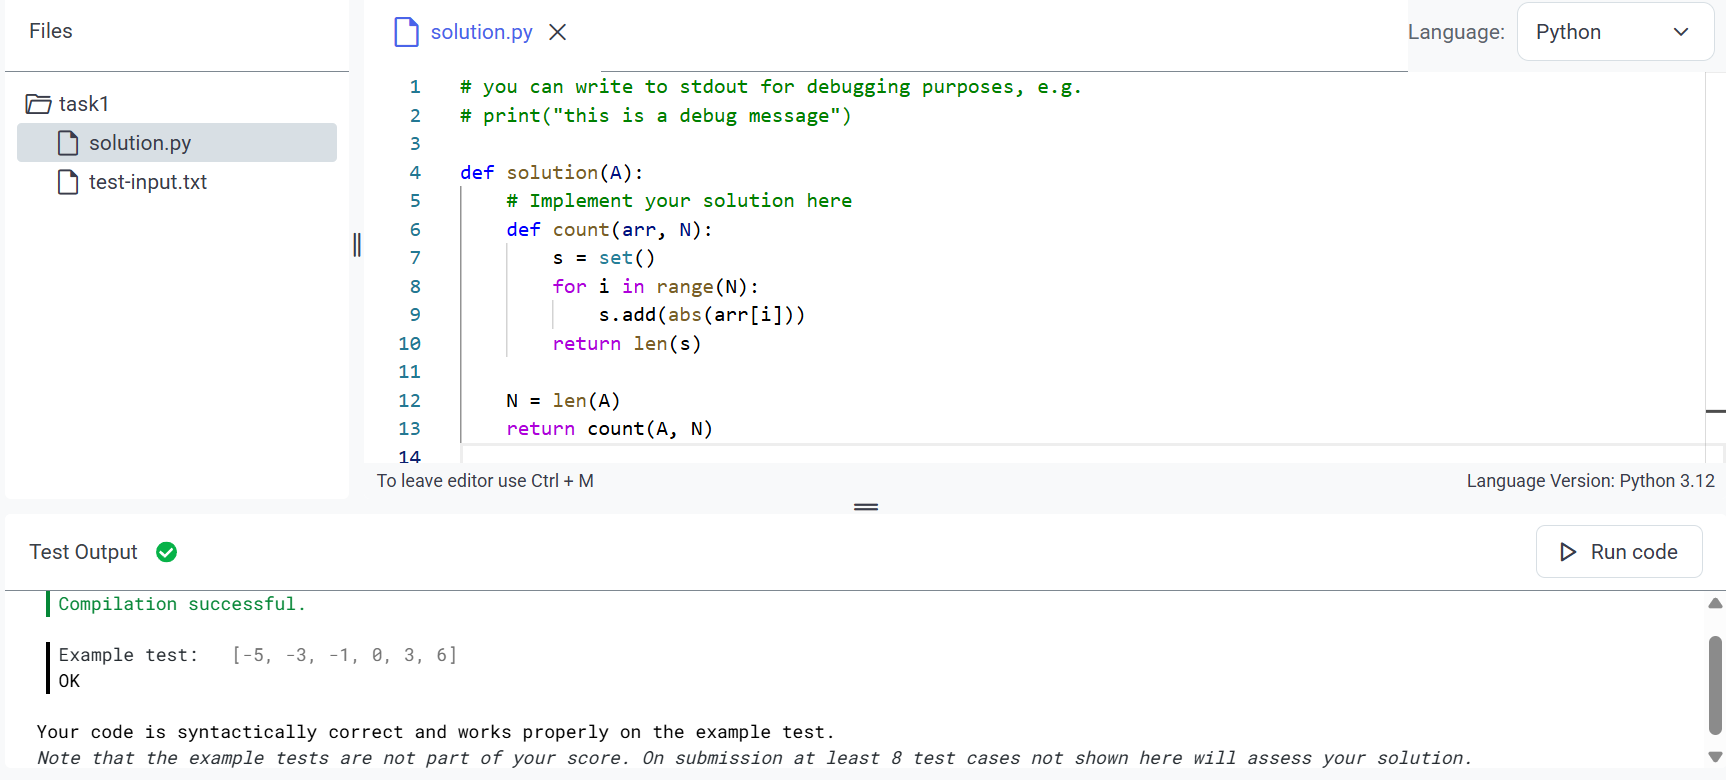 Files
task1
solution.py
test-input.txt
solution.py
Language: Python
1 # you can write to stdout for debugging purposes, e.g.
2 # print("this is a debug message")
3
4 def solution(A):
5     # Implement your solution here
6     def count(arr, N):
7         s = set()
8         for i in range(N):
9             s.add(abs(arr[i]))
10         return len(s)
11
12     N = len(A)
13     return count(A, N)
14
To leave editor use Ctrl + M
Language Version: Python 3.12
Test Output
Run code
Compilation successful.
Example test:   [-5, -3, -1, 0, 3, 6]
OK
Your code is syntactically correct and works properly on the example test.
Note that the example tests are not part of your score. On submission at least 8 test cases not shown here will assess your solution.